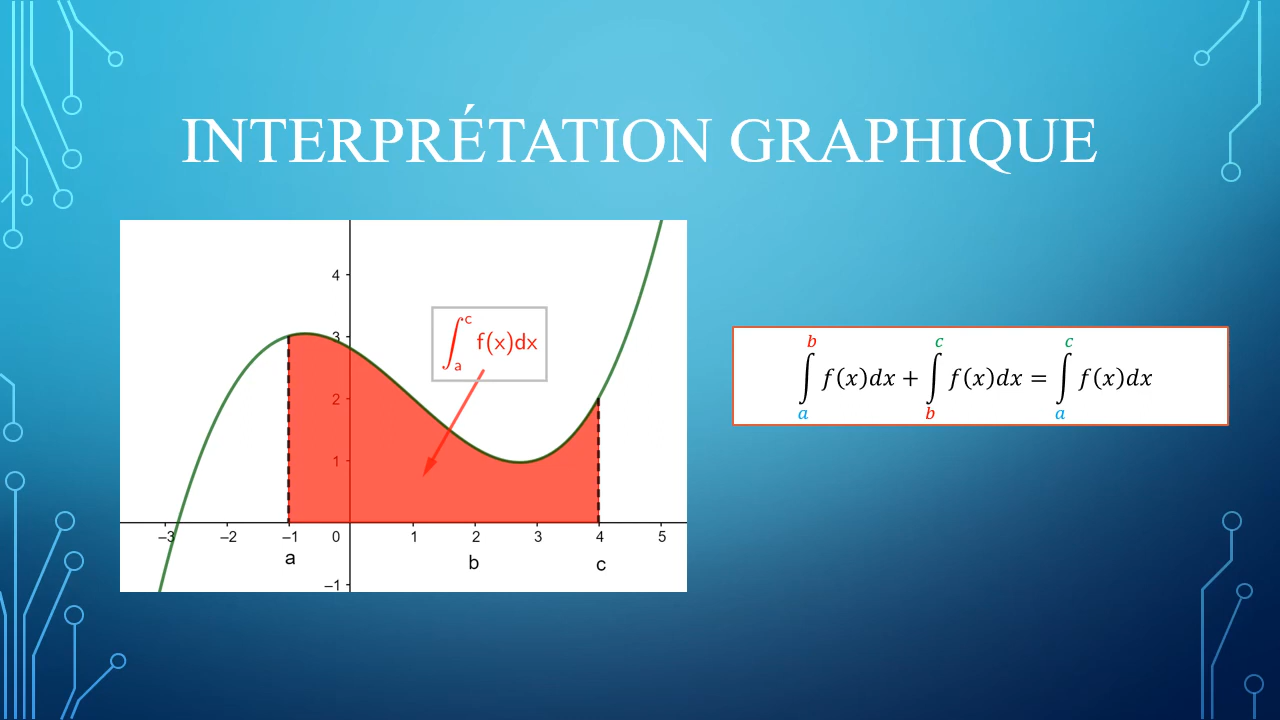 INTERPRÉTATION GRAPHIQUE
4
3
2
1
–1
–3 –2 –1 0 1 2 3 4 5
a b c
∫_a^c f(x)dx
∫_a^b f(x)dx + ∫_b^c f(x)dx = ∫_a^c f(x)dx